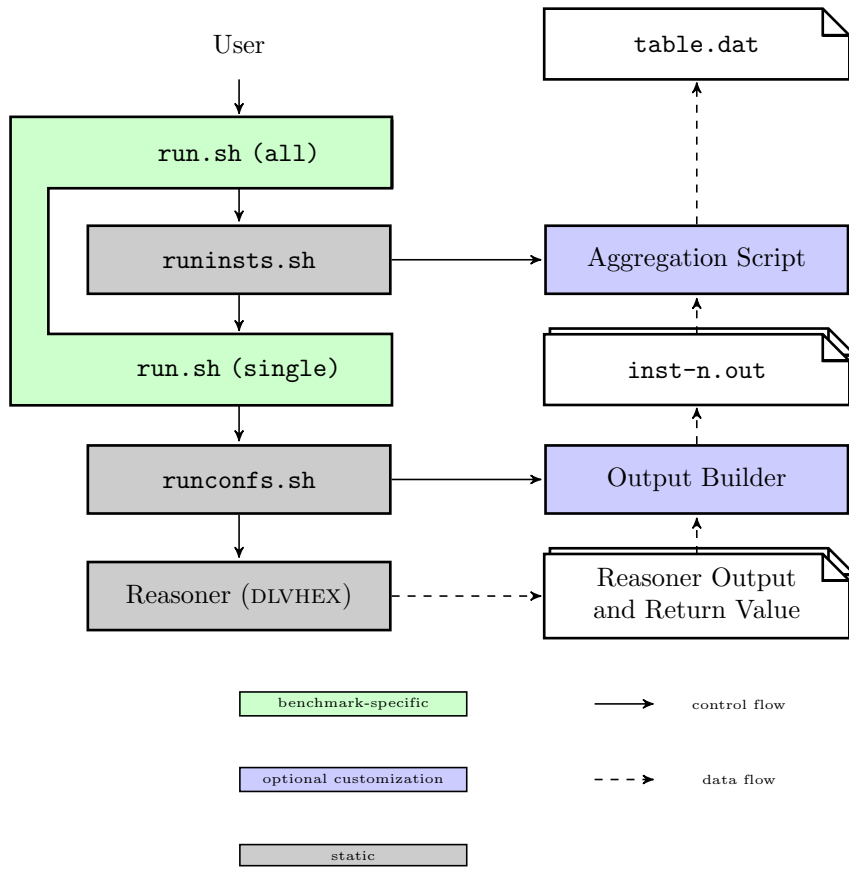 User
table.dat
run.sh (all)
runinsts.sh
Aggregation Script
run.sh (single)
inst-n.out
runconfs.sh
Output Builder
Reasoner (DLVHEX)
Reasoner Output
and Return Value
benchmark-specific
control flow
optional customization
data flow
static